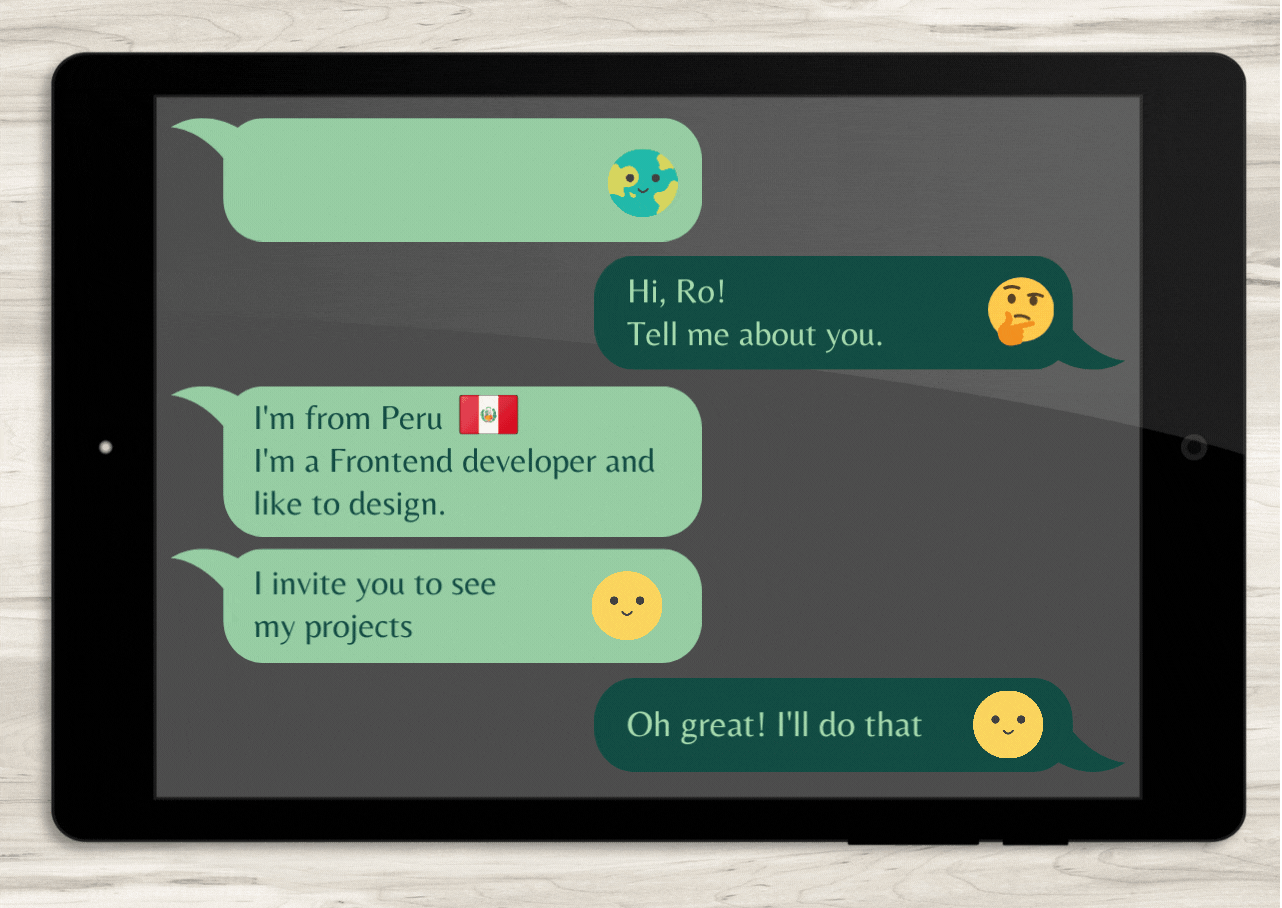 Hi, Ro!
Tell me about you.
I'm from Peru
I'm a Frontend developer and
like to design.
I invite you to see
my projects
Oh great! I'll do that